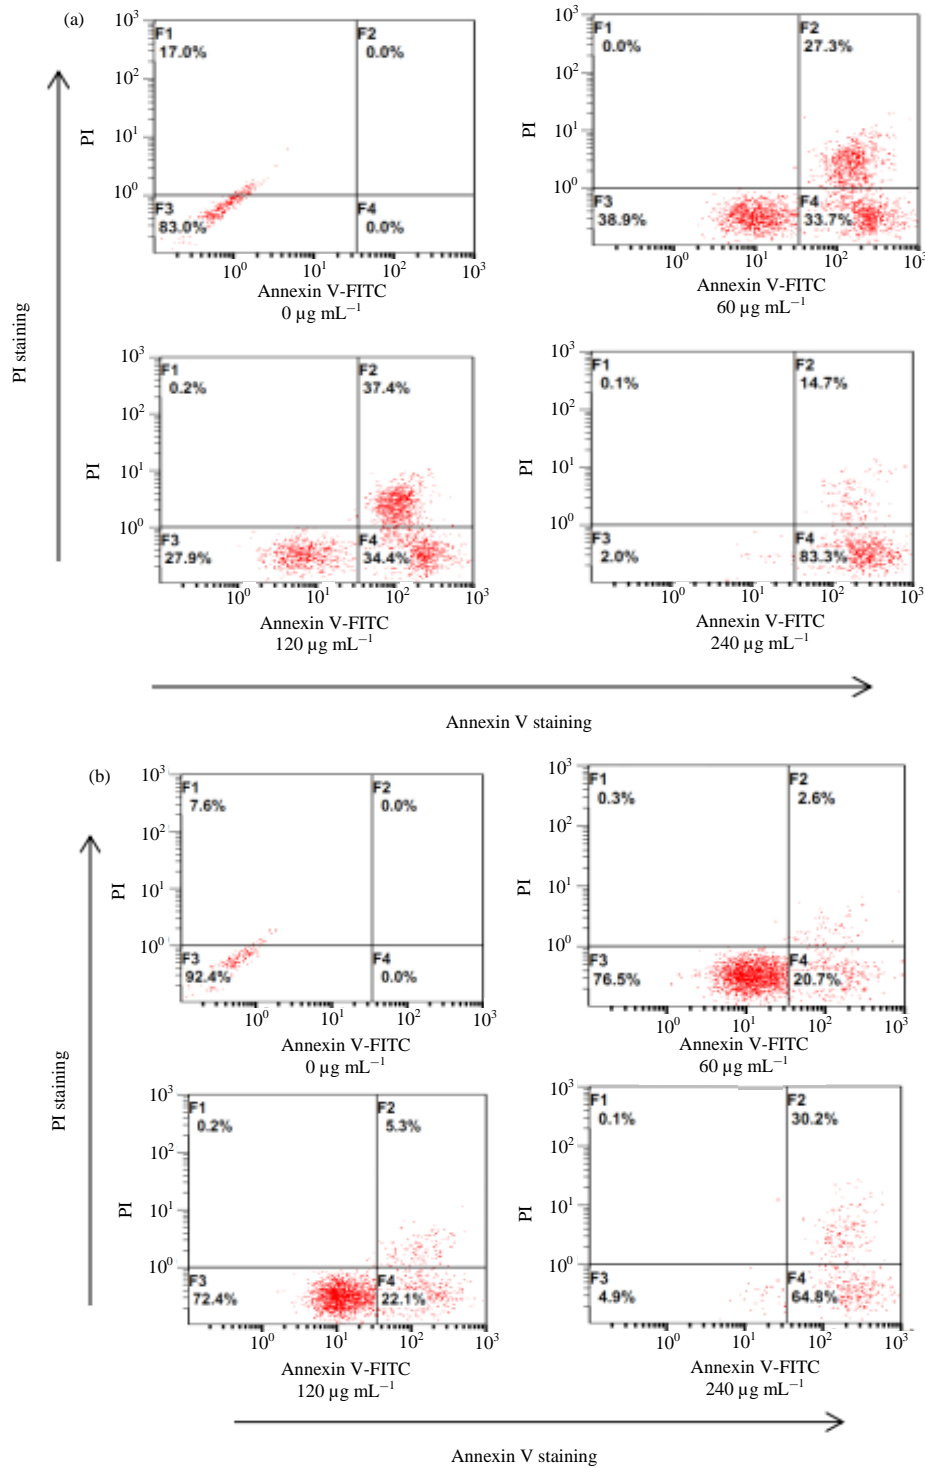 (a)
PI staining
10³
10²
10¹
10⁰
PI
F1
17.0%
F2
0.0%
F3
83.0%
F4
0.0%
10⁰ 10¹ 10² 10³
Annexin V-FITC
0 µg mL⁻¹
10³
10²
10¹
10⁰
PI
F1
0.0%
F2
27.3%
F3
38.9%
F4
33.7%
10⁰ 10¹ 10² 10³
Annexin V-FITC
60 µg mL⁻¹
10³
10²
10¹
10⁰
PI
F1
0.2%
F2
37.4%
F3
27.9%
F4
34.4%
10⁰ 10¹ 10² 10³
Annexin V-FITC
120 µg mL⁻¹
10³
10²
10¹
10⁰
PI
F1
0.1%
F2
14.7%
F3
2.0%
F4
83.3%
10⁰ 10¹ 10² 10³
Annexin V-FITC
240 µg mL⁻¹
Annexin V staining
(b)
PI staining
10³
10²
10¹
10⁰
PI
F1
7.6%
F2
0.0%
F3
92.4%
F4
0.0%
10⁰ 10¹ 10² 10³
Annexin V-FITC
0 µg mL⁻¹
10³
10²
10¹
10⁰
PI
F1
0.3%
F2
2.6%
F3
76.5%
F4
20.7%
10⁰ 10¹ 10² 10³
Annexin V-FITC
60 µg mL⁻¹
10³
10²
10¹
10⁰
PI
F1
0.2%
F2
5.3%
F3
72.4%
F4
22.1%
10⁰ 10¹ 10² 10³
Annexin V-FITC
120 µg mL⁻¹
10³
10²
10¹
10⁰
PI
F1
0.1%
F2
30.2%
F3
4.9%
F4
64.8%
10⁰ 10¹ 10² 10³
Annexin V-FITC
240 µg mL⁻¹
Annexin V staining